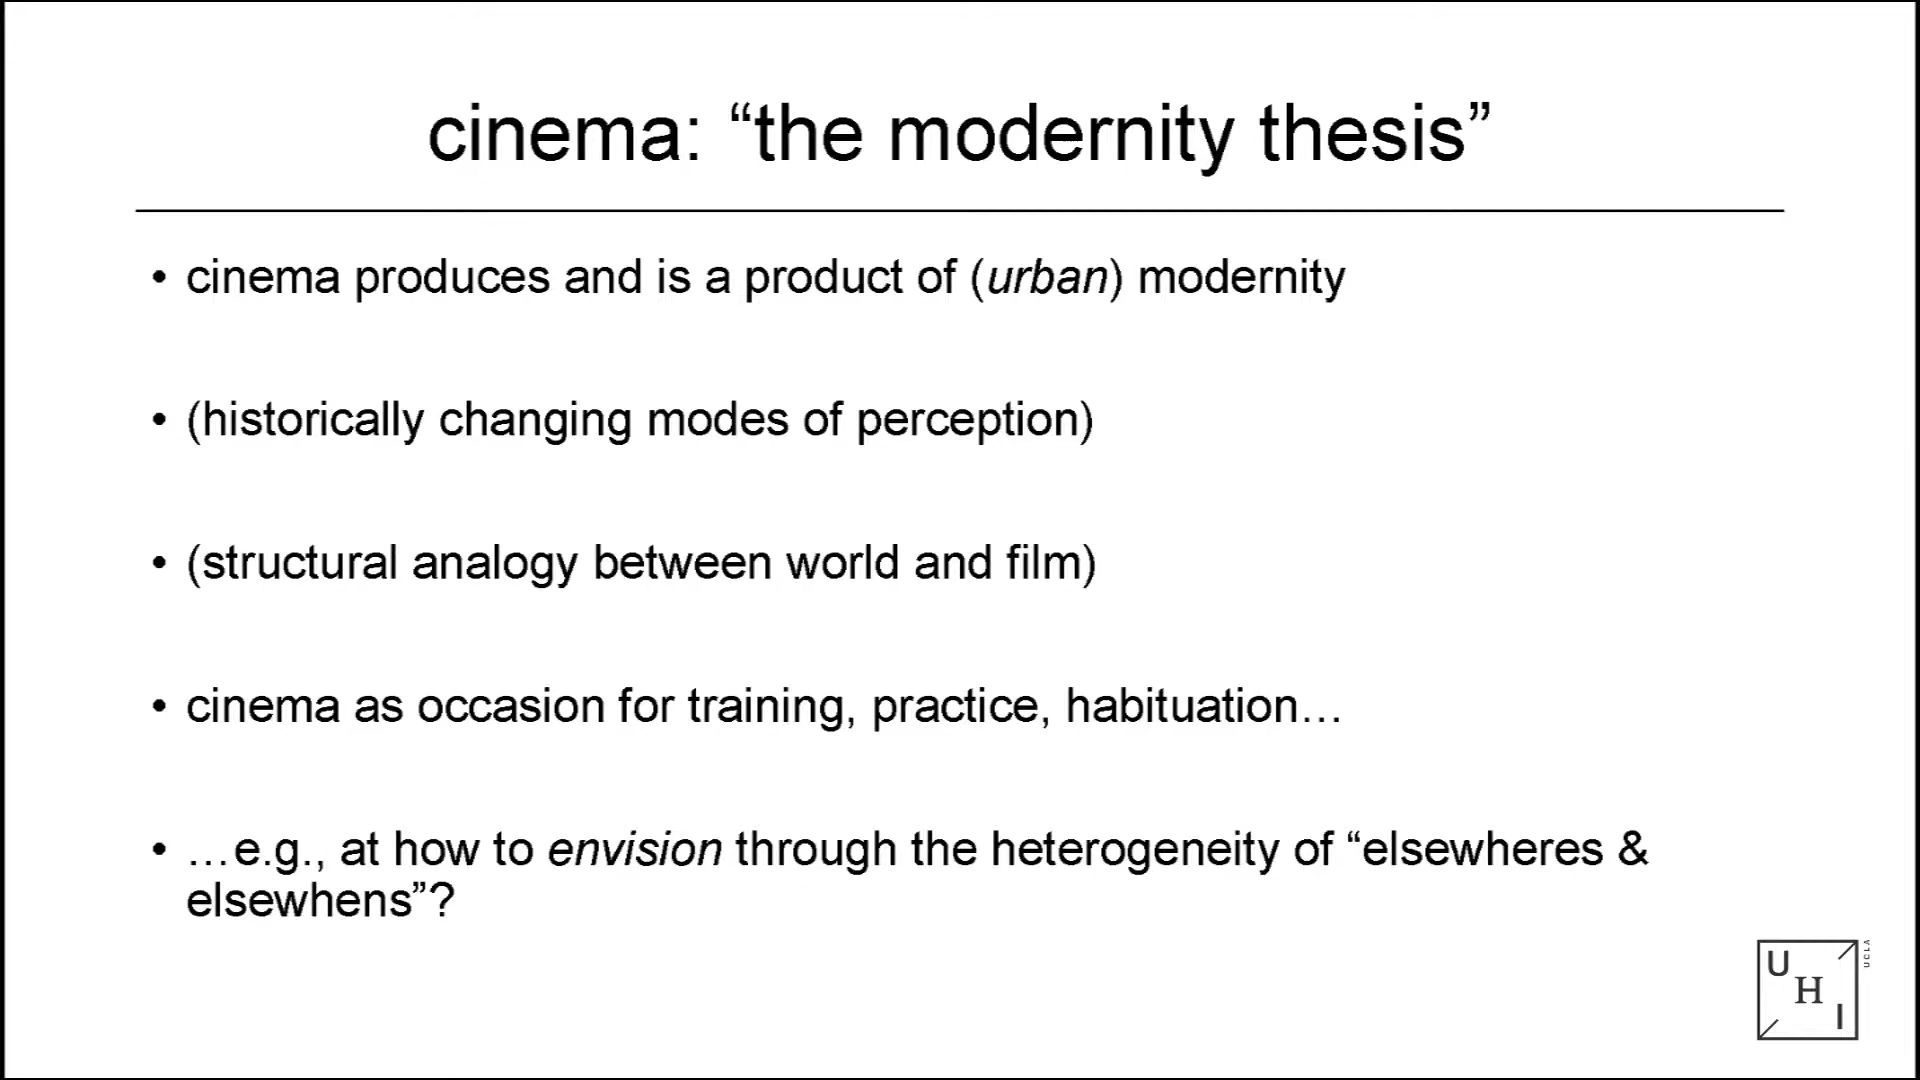 cinema: “the modernity thesis”
• cinema produces and is a product of (urban) modernity
• (historically changing modes of perception)
• (structural analogy between world and film)
• cinema as occasion for training, practice, habituation…
• …e.g., at how to envision through the heterogeneity of “elsewheres &
elsewhens”?
U
H
I
UCLA